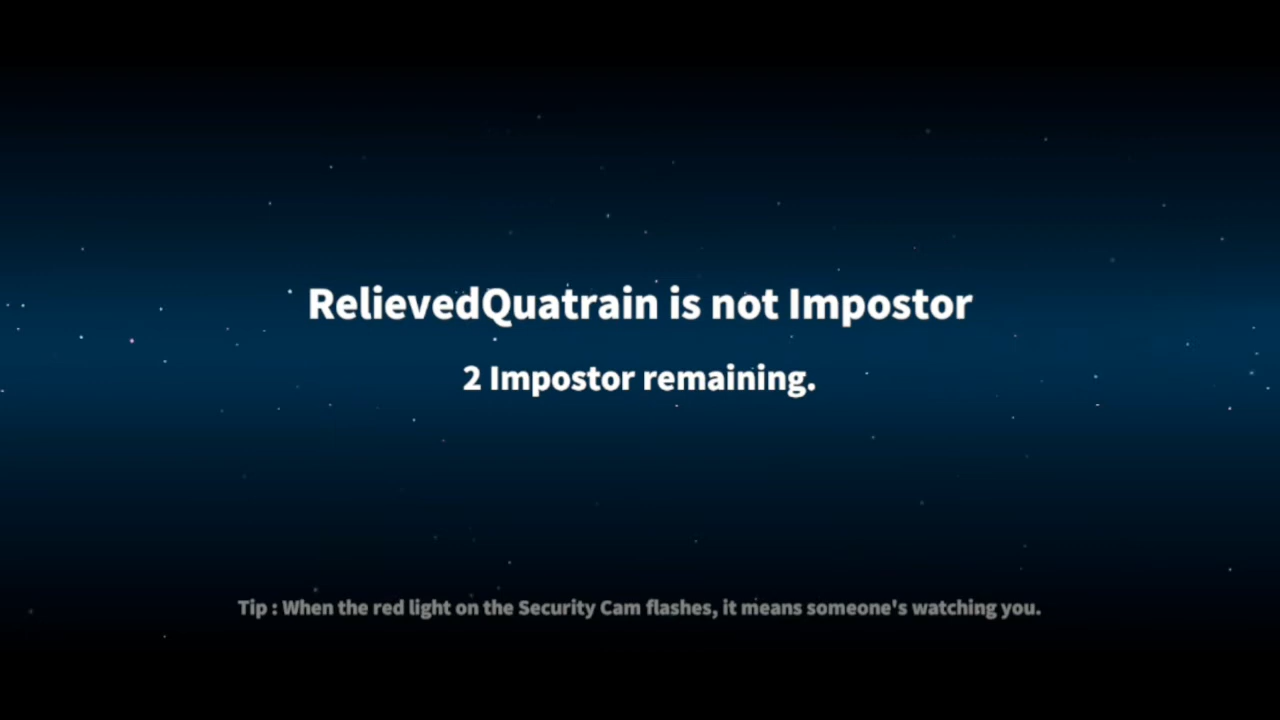 RelievedQuatrain is not Impostor
2 Impostor remaining.
Tip : When the red light on the Security Cam flashes, it means someone's watching you.